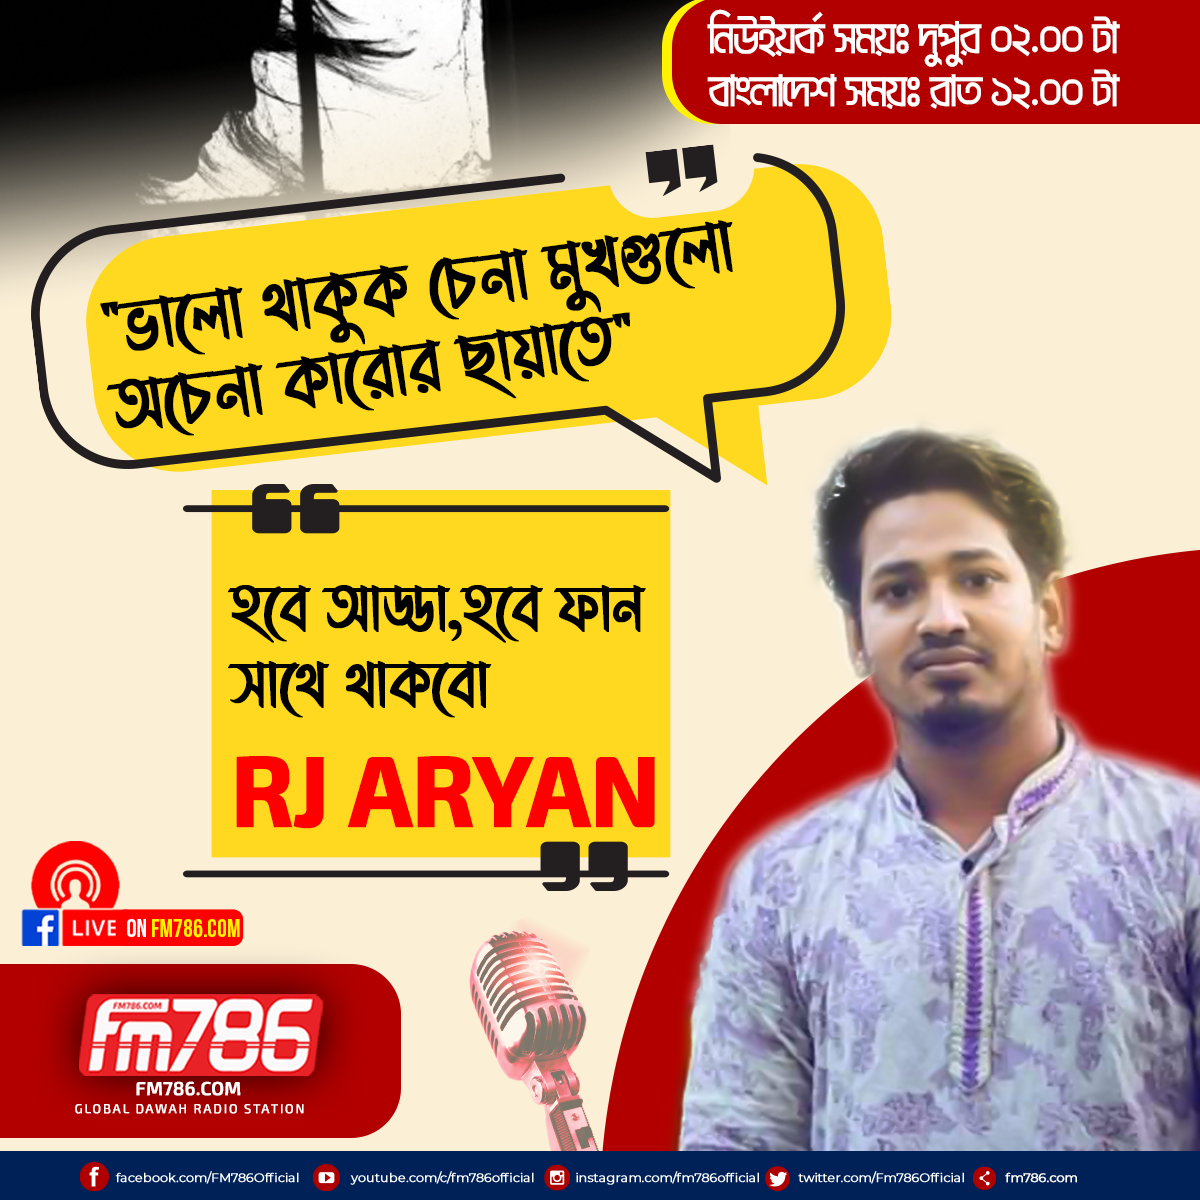 নিউইয়র্ক সময়ঃ দুপুর ০২.০০ টা
বাংলাদেশ সময়ঃ রাত ১২.০০ টা
"ভালো থাকুক চেনা মুখগুলো
অচেনা কারোর ছায়াতে"
হবে আড্ডা,হবে ফান
সাথে থাকবো
RJ ARYAN
LIVE ON FM786.COM
FM786.COM
fm786
FM786.COM
GLOBAL DAWAH RADIO STATION
facebook.com/FM786Official youtube.com/c/fm786official instagram.com/fm786official twitter.com/Fm786Official fm786.com